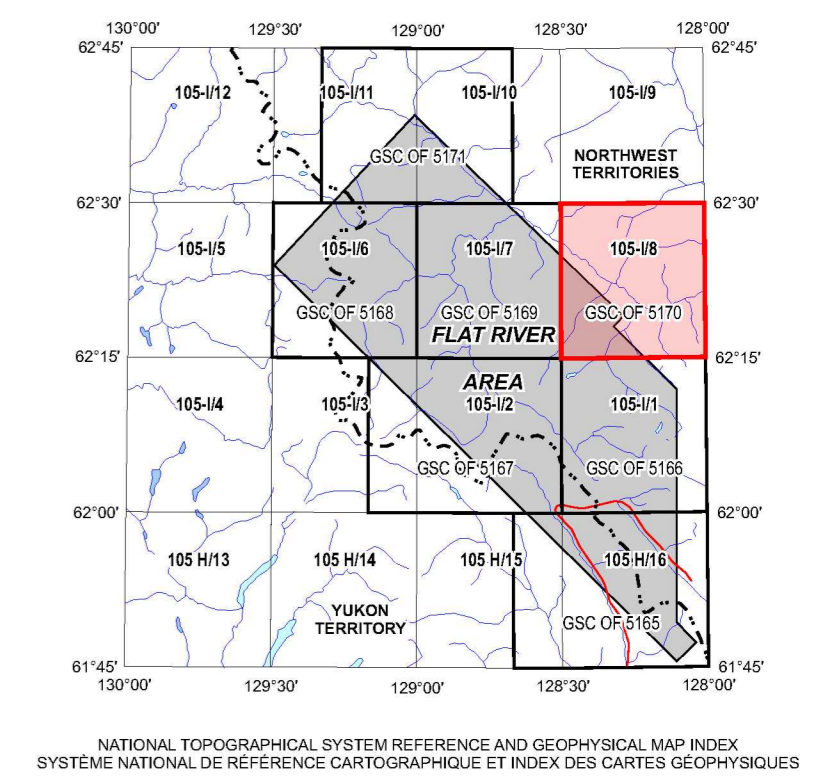 130°00' 129°30' 129°00' 128°30' 128°00'
62°45' 62°45'
105-I/12 105-I/11 105-I/10 105-I/9
GSC OF 5171
NORTHWEST
TERRITORIES
62°30' 62°30'
105-I/5 105-I/6 105-I/7 105-I/8
GSC OF 5168 GSC OF 5169 GSC OF 5170
FLAT RIVER
62°15' 62°15'
AREA
105-I/4 105-I/3 105-I/2 105-I/1
GSC OF 5167 GSC OF 5166
62°00' 62°00'
105 H/13 105 H/14 105 H/15 105 H/16
YUKON
TERRITORY
GSC OF 5165
61°45' 61°45'
130°00' 129°30' 129°00' 128°30' 128°00'
NATIONAL TOPOGRAPHICAL SYSTEM REFERENCE AND GEOPHYSICAL MAP INDEX
SYSTÈME NATIONAL DE RÉFÉRENCE CARTOGRAPHIQUE ET INDEX DES CARTES GÉOPHYSIQUES